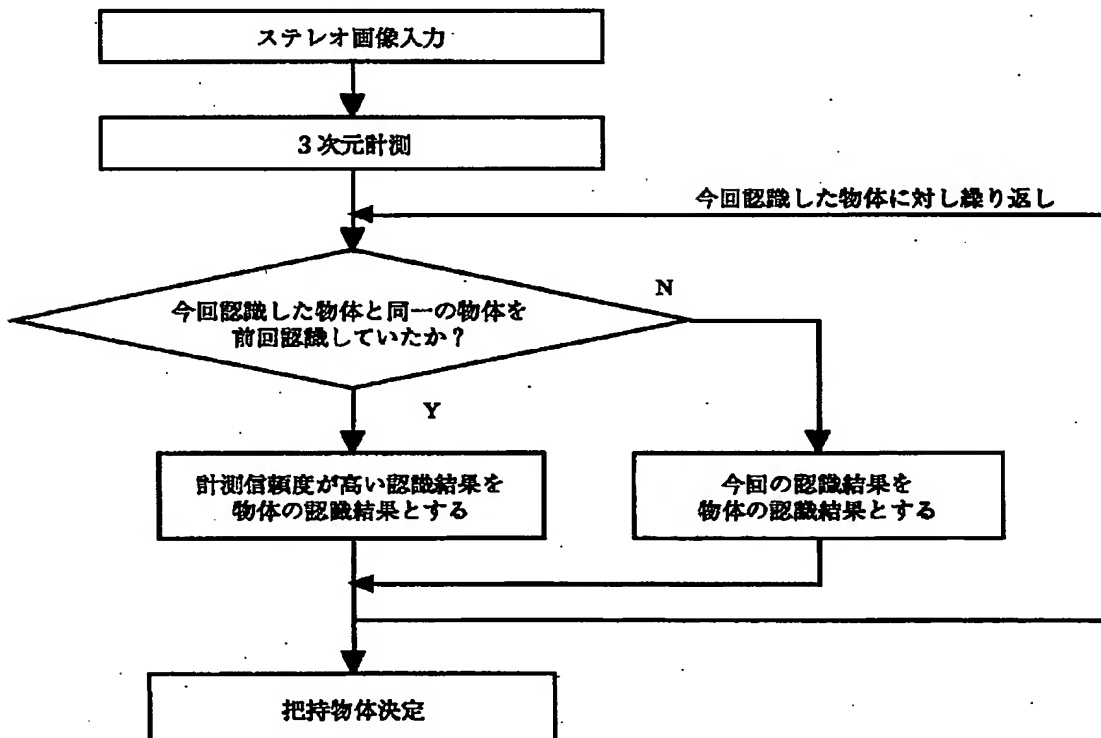 ステレオ画像入力
3次元計測
今回認識した物体に対し繰り返し
今回認識した物体と同一の物体を
前回認識していたか？
N
Y
計測信頼度が高い認識結果を
物体の認識結果とする
今回の認識結果を
物体の認識結果とする
把持物体決定